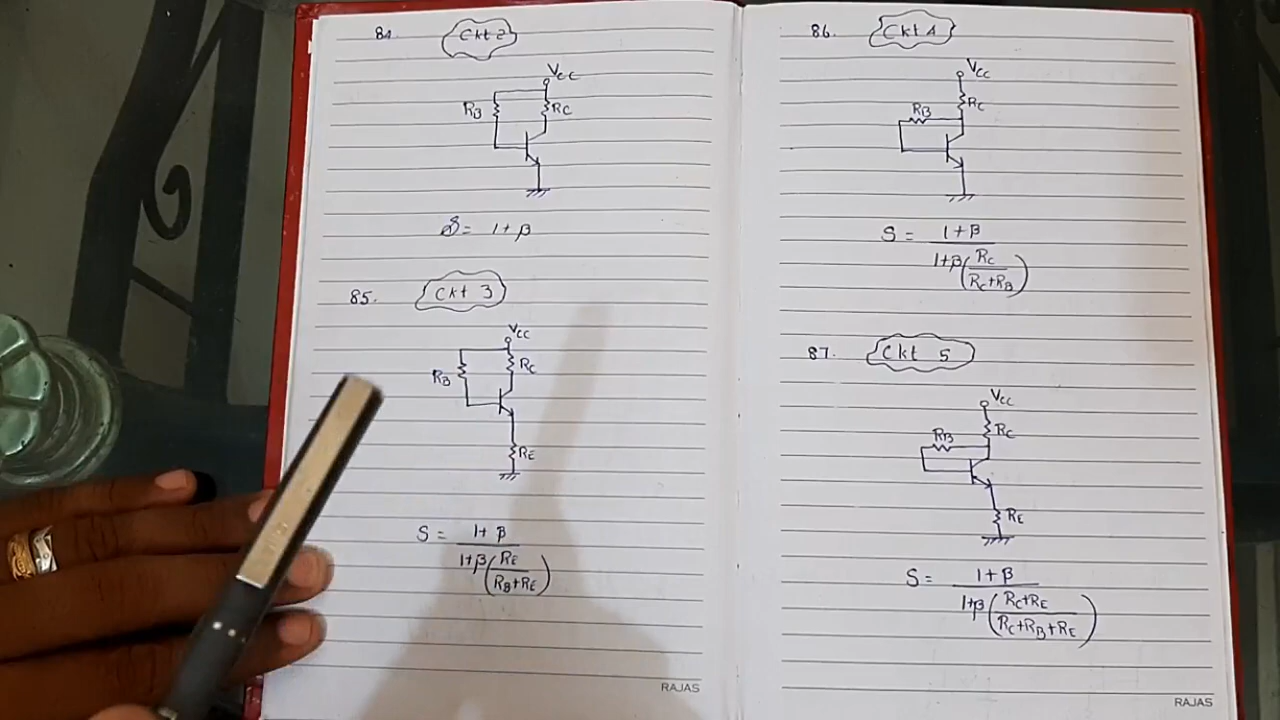 84. Ckt 2
VCC
RB RC
S = 1+β
85. Ckt 3
VCC
RB RC
RE
S = 1+β
1+β(RE
RB+RE)
RAJAS
86. Ckt 4
VCC
RB RC
S = 1+β
1+β(RC
RC+RB)
87. Ckt 5
VCC
RB RC
RE
S = 1+β
1+β(RC+RE
RC+RB+RE)
RAJAS